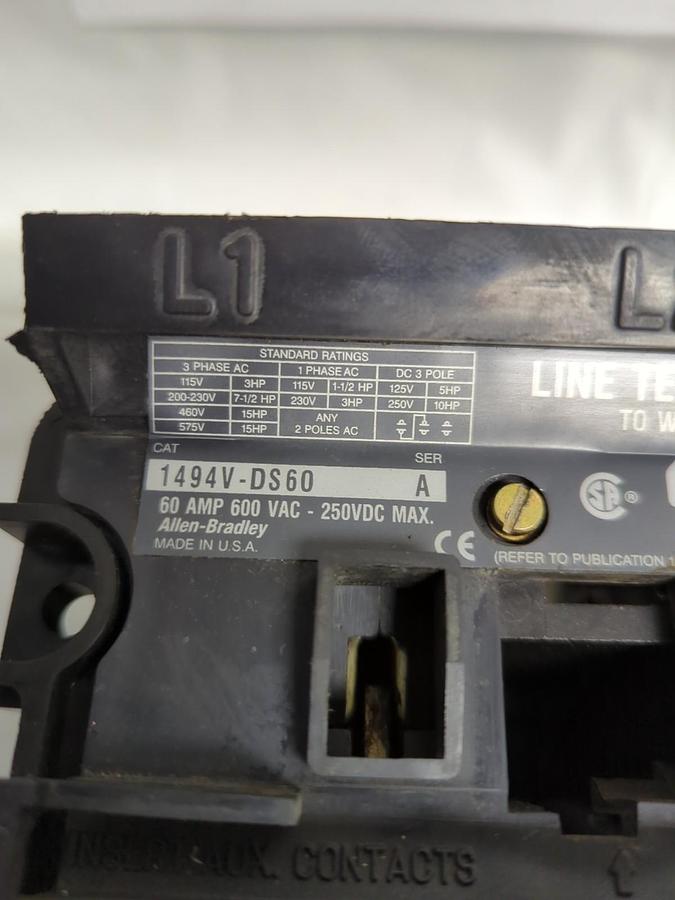 L1
STANDARD RATINGS
3 PHASE AC 1 PHASE AC DC 3 POLE
115V 3HP 115V 1-1/2 HP 125V 5HP
200-230V 7-1/2 HP 230V 3HP 250V 10HP
460V 15HP ANY
575V 15HP 2 POLES AC
LINE TE
TO W
CAT SER
1494V-DS60 A
60 AMP 600 VAC - 250VDC MAX.
Allen-Bradley
MADE IN U.S.A.
CE
SA ®
(REFER TO PUBLICATION 1
INSERT AUX. CONTACTS